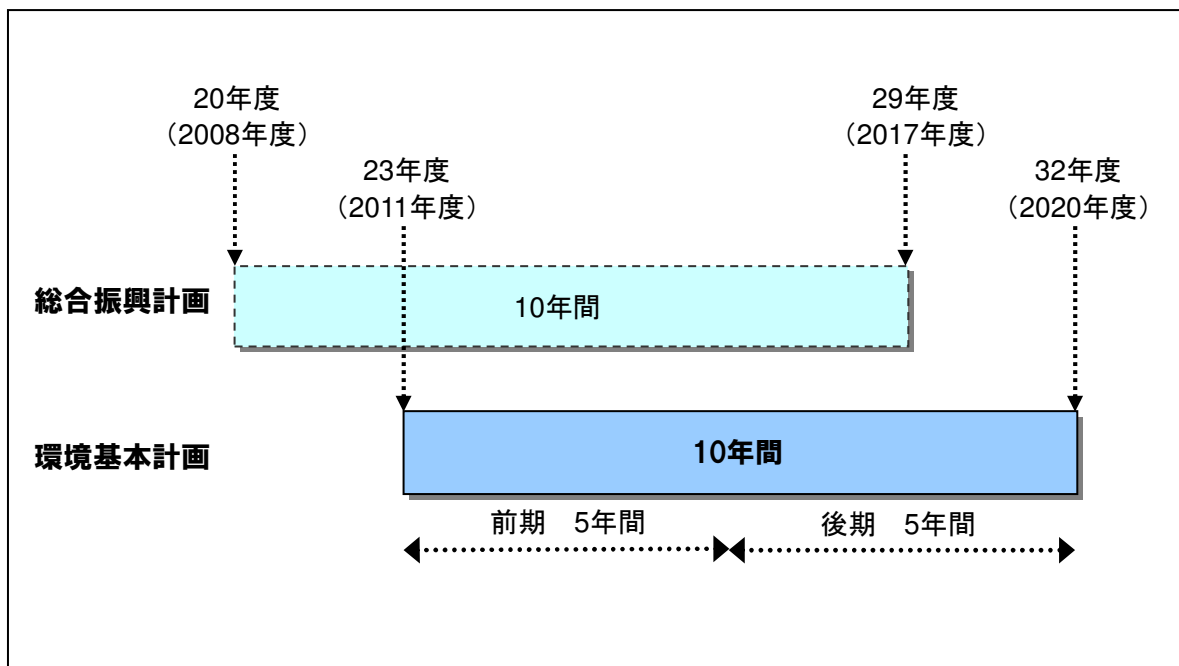 20年度
（2008年度）
29年度
（2017年度）
23年度
（2011年度）
32年度
（2020年度）
総合振興計画
10年間
環境基本計画
10年間
前期　5年間
後期　5年間